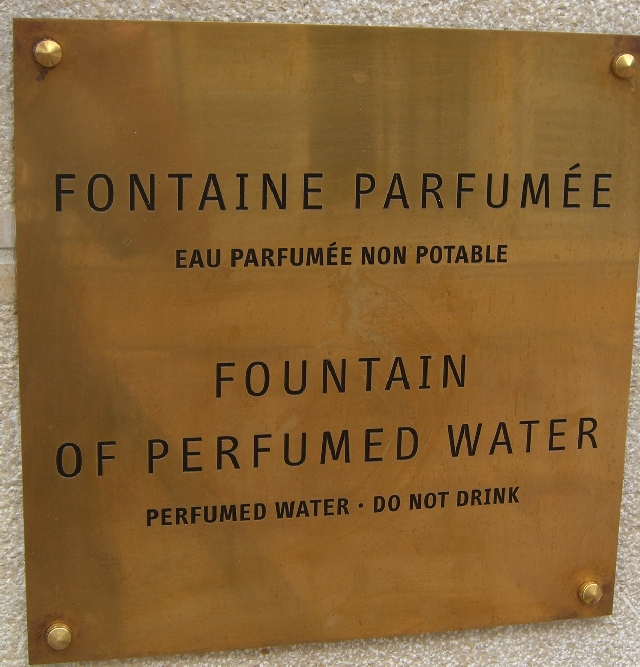 FONTAINE PARFUMÉE
EAU PARFUMÉE NON POTABLE
FOUNTAIN
OF PERFUMED WATER
PERFUMED WATER · DO NOT DRINK